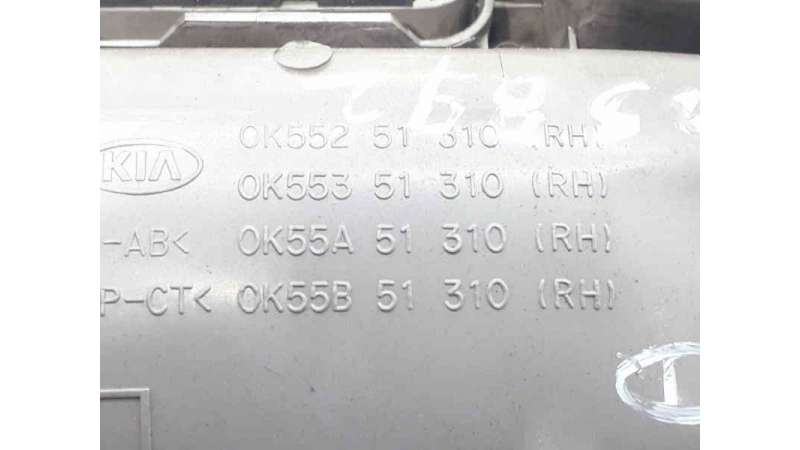 KIA 0K552 51 310 (RH)
0K553 51 310 (RH)
-AB< 0K55A 51 310 (RH)
P-CT< 0K55B 51 310 (RH)